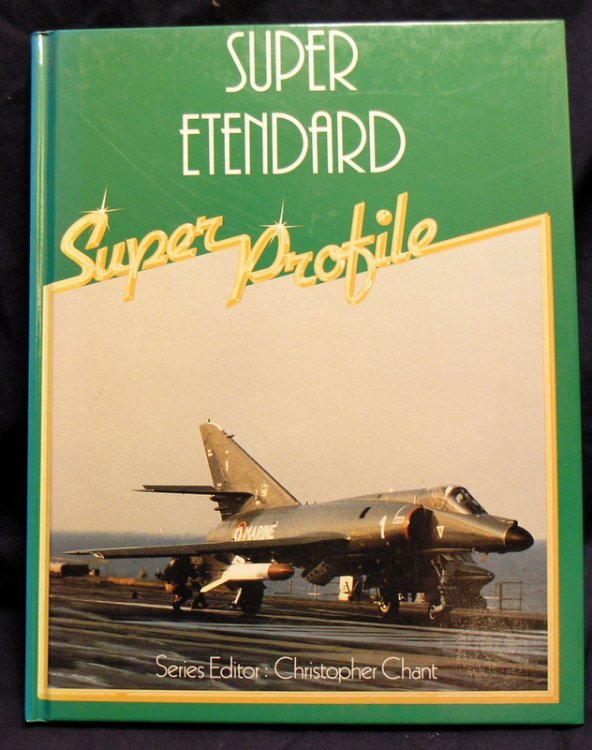 SUPER
ETENDARD
Super Profile
MARINE
1
Series Editor: Christopher Chant